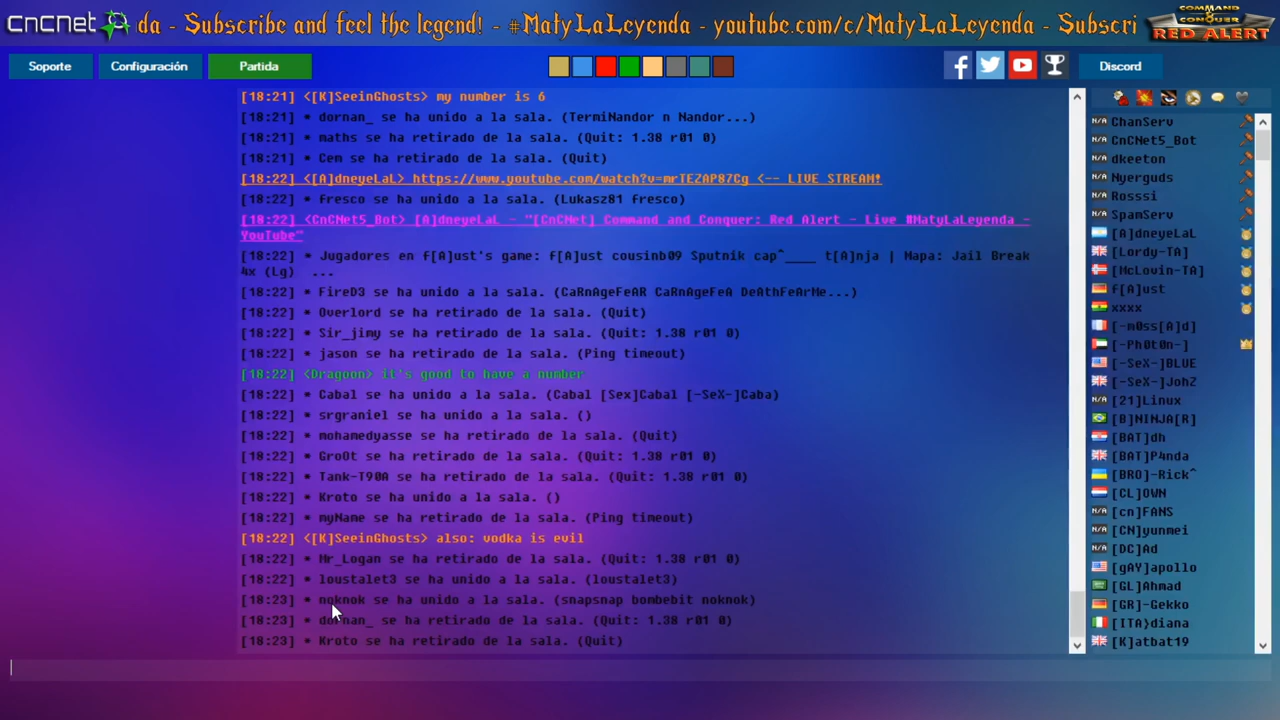 CnCNet
da - Subscribe and feel the legend!   #MatyLaLeyenda - youtube.com/c/MatyLaLeyenda - Subscri
COMMAND & CONQUER
RED ALERT
Soporte
Configuración
Partida
Discord
[18:21] <[K]SeeinGhosts> my number is 6
[18:21] * dornan_ se ha unido a la sala. (TermiNandor n Nandor...)
[18:21] * maths se ha retirado de la sala. (Quit: 1.38 r01 0)
[18:21] * Cem se ha retirado de la sala. (Quit)
[18:22] <[A]dneyeLaL> https://www.youtube.com/watch?v=mrTEZAP87Cg <-- LIVE STREAM!
[18:22] * fresco se ha unido a la sala. (Lukasz81 fresco)
[18:22] <CnCNet5_Bot> [A]dneyeLaL - "[CnCNet] Command and Conquer: Red Alert - Live #MatyLaLeyenda -
YouTube"
[18:22] * Jugadores en f[A]ust's game: f[A]ust cousinb09 Sputnik cap^____ t[A]nja | Mapa: Jail Break
4x (Lg)  ...
[18:22] * FireD3 se ha unido a la sala. (CaRnAgeFeAR CaRnAgeFeA DeAthFeArMe...)
[18:22] * Overlord se ha retirado de la sala. (Quit)
[18:22] * Sir_jimy se ha retirado de la sala. (Quit: 1.38 r01 0)
[18:22] * jason se ha retirado de la sala. (Ping timeout)
[18:22] <Dragoon> it's good to have a number
[18:22] * Cabal se ha unido a la sala. (Cabal [Sex]Cabal [-SeX-]Caba)
[18:22] * srgraniel se ha unido a la sala. ()
[18:22] * mohamedyasse se ha retirado de la sala. (Quit)
[18:22] * GroOt se ha retirado de la sala. (Quit: 1.38 r01 0)
[18:22] * Tank-T90A se ha retirado de la sala. (Quit: 1.38 r01 0)
[18:22] * Kroto se ha unido a la sala. ()
[18:22] * myName se ha retirado de la sala. (Ping timeout)
[18:22] <[K]SeeinGhosts> also: vodka is evil
[18:22] * Mr_Logan se ha retirado de la sala. (Quit: 1.38 r01 0)
[18:22] * loustalet3 se ha unido a la sala. (loustalet3)
[18:23] * noknok se ha unido a la sala. (snapsnap bombebit noknok)
[18:23] * dornan_ se ha retirado de la sala. (Quit: 1.38 r01 0)
[18:23] * Kroto se ha retirado de la sala. (Quit)
N/A ChanServ
N/A CnCNet5_Bot
N/A dkeeton
N/A Nyerguds
N/A Rosssi
N/A SpamServ
[A]dneyeLaL
[Lordy-TA]
[McLovin-TA]
f[A]ust
xxxx
[-m0ss[A]d]
[-Ph0t0n-]
[-SeX-]BLUE
[-SeX-]JohZ
N/A [21]Linux
[B]NINJA[R]
[BAT]dh
[BAT]P4nda
[BRO]-Rick^
[CL]OWN
N/A [cn]FANS
N/A [CN]yunmei
N/A [DC]Ad
[gAY]apollo
[GL]Ahmad
[GR]-Gekko
[ITA}diana
[K]atbat19